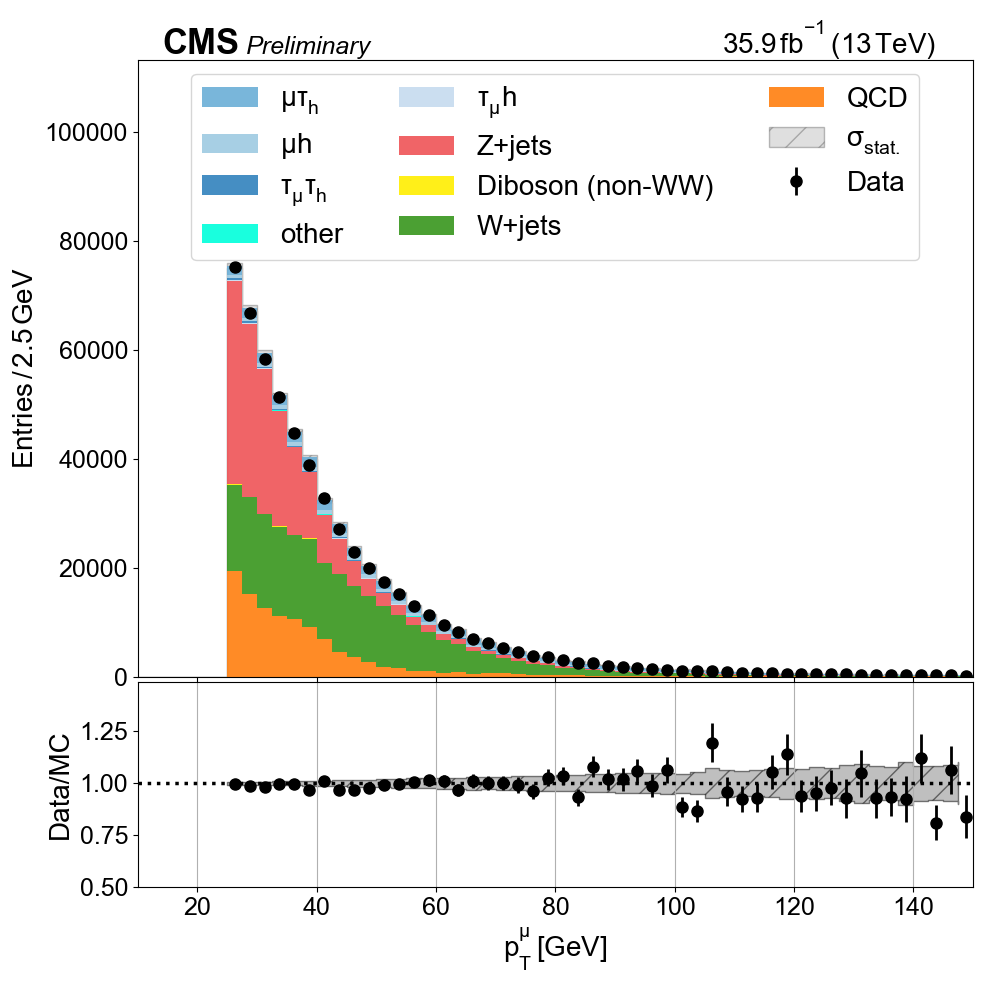 CMS Preliminary 35.9 fb⁻¹ (13 TeV)
μτh τμh QCD
μh Z+jets σstat.
τμτh Diboson (non-WW) Data
other W+jets
100000
80000
60000
40000
20000
0
Entries / 2.5 GeV
1.25
1.00
0.75
0.50
Data/MC
20 40 60 80 100 120 140
pTμ [GeV]